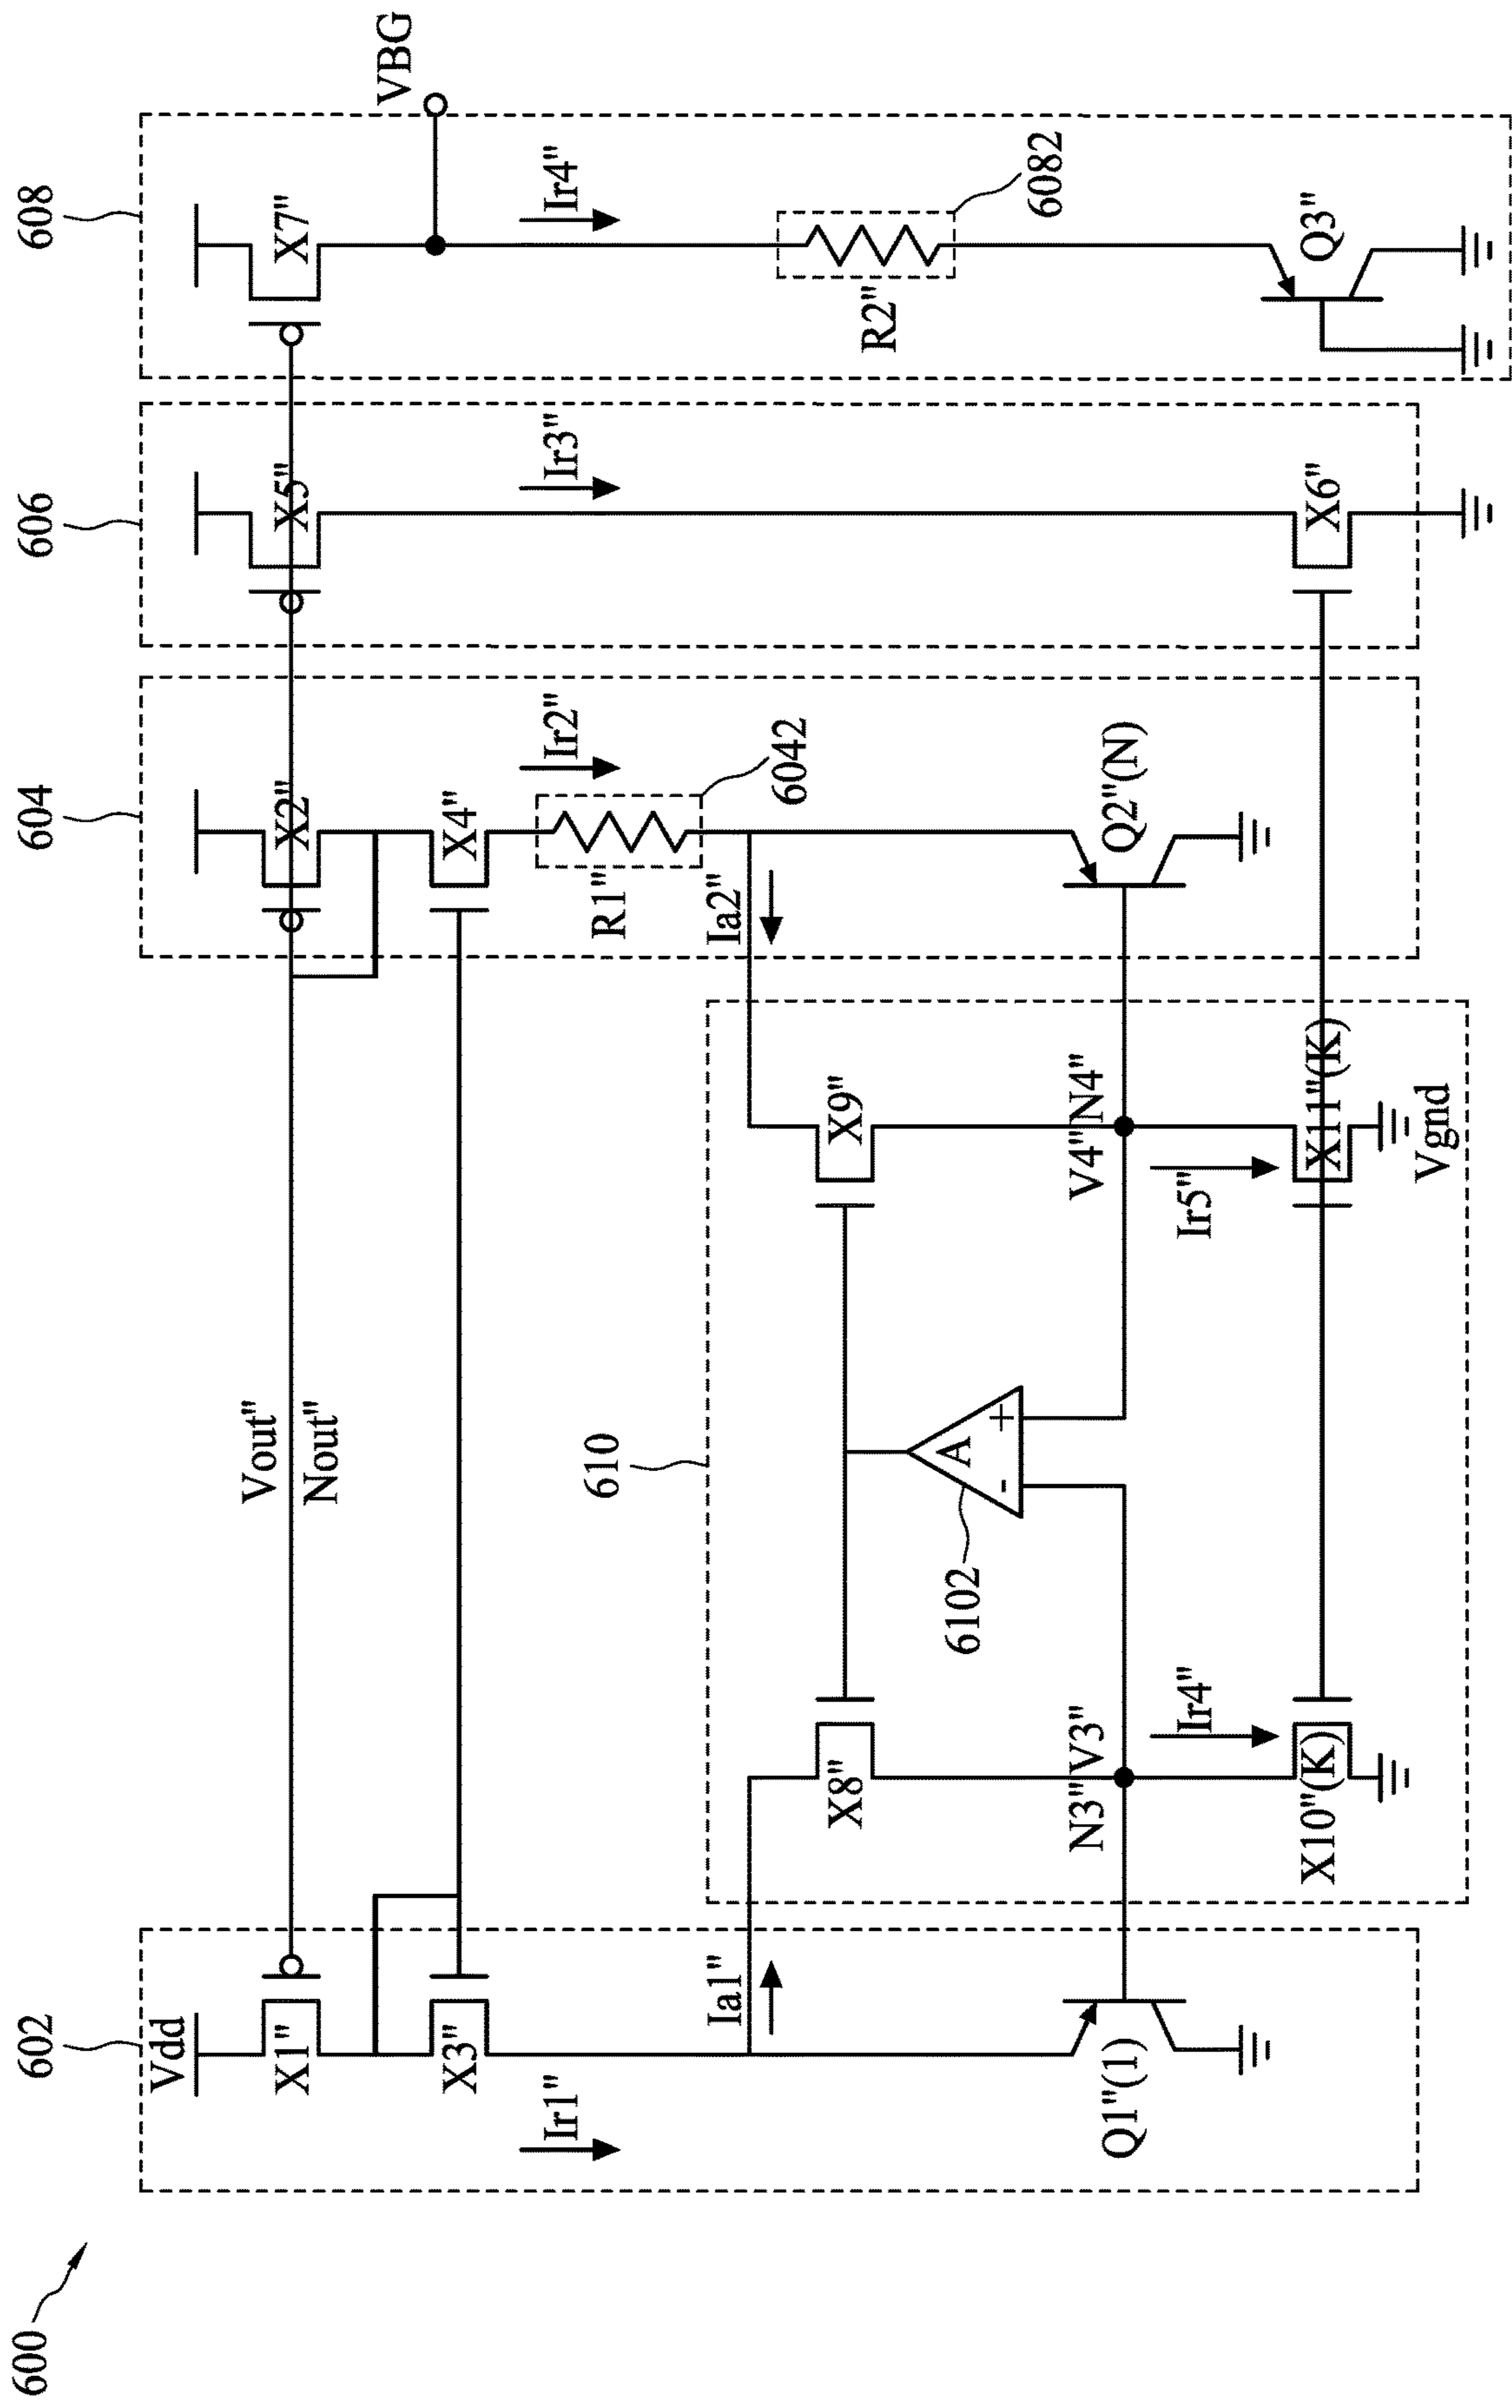 600
602
604
606
608
Vdd
X1"
X2"
X5"
X7"
Vout"
Nout"
VBG
X3"
X4"
Ir1"
Ir2"
Ir3"
Ir4"
R1"
6042
R2"
6082
610
Ia1"
Ia2"
X8"
X9"
A
- +
6102
N3" V3"
V4" N4"
Q1"(1)
Q2"(N)
Ir4"
Ir5"
X10"(K)
X11"(K)
X6"
Q3"
Vgnd